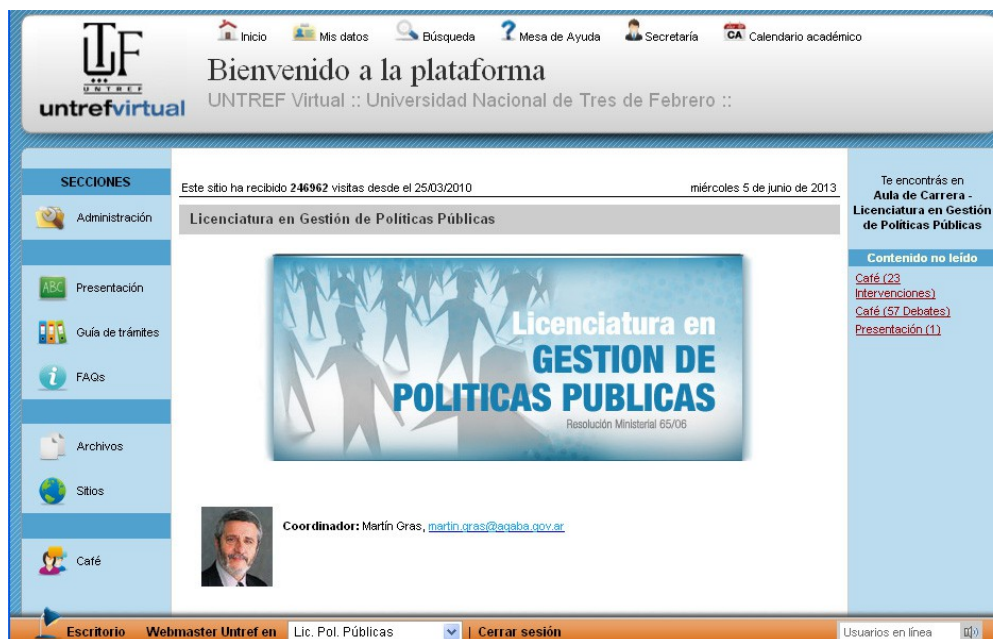 UNTREF
untrefvirtual
Inicio
Mis datos
Búsqueda
Mesa de Ayuda
Secretaría
CA
Calendario académico
Bienvenido a la plataforma
UNTREF Virtual :: Universidad Nacional de Tres de Febrero ::
SECCIONES
Administración
ABC
Presentación
Guía de trámites
FAQs
Archivos
Sitios
Café
Este sitio ha recibido 246962 visitas desde el 25/03/2010
miércoles 5 de junio de 2013
Licenciatura en Gestión de Políticas Públicas
Licenciatura en
GESTION DE
POLITICAS PUBLICAS
Resolución Ministerial 65/06
Coordinador: Martín Gras, martin.gras@agaba.gov.ar
Te encontrás en
Aula de Carrera -
Licenciatura en Gestión
de Políticas Públicas
Contenido no leído
Café (23
Intervenciones)
Café (57 Debates)
Presentación (1)
Escritorio
Webmaster Untref en
Lic. Pol. Públicas
| Cerrar sesión
Usuarios en línea